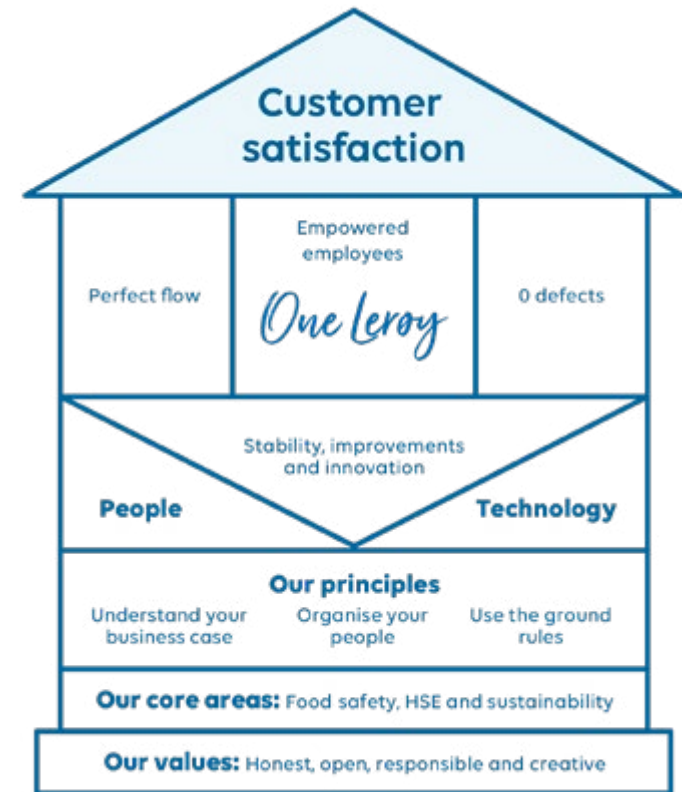 Customer
satisfaction
Perfect flow
Empowered
employees
One Lerøy
0 defects
Stability, improvements
and innovation
People
Technology
Our principles
Understand your
business case
Organise your
people
Use the ground
rules
Our core areas: Food safety, HSE and sustainability
Our values: Honest, open, responsible and creative